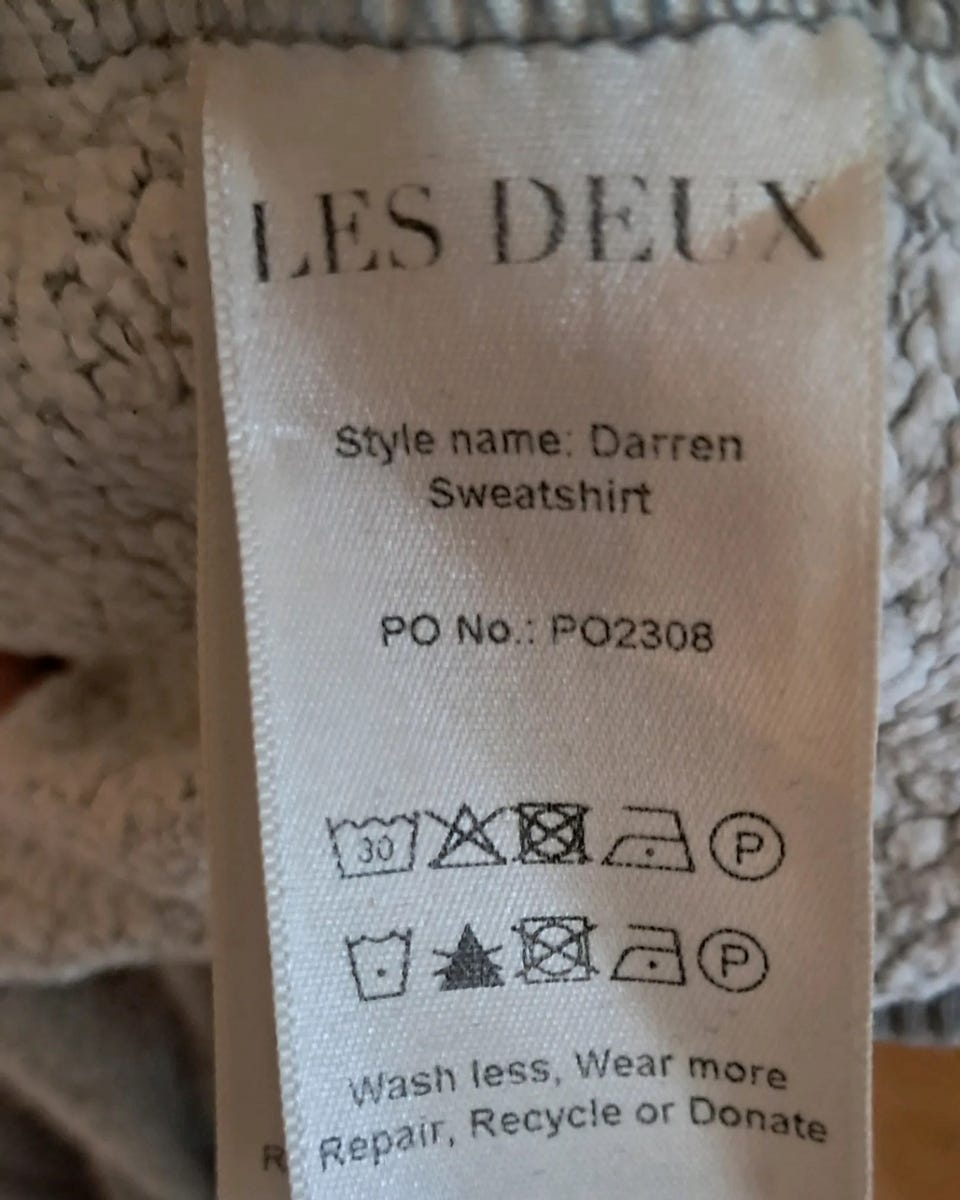 LES DEUX
Style name: Darren
Sweatshirt
PO No.: PO2308
30 P
P
Wash less, Wear more
Repair, Recycle or Donate
R